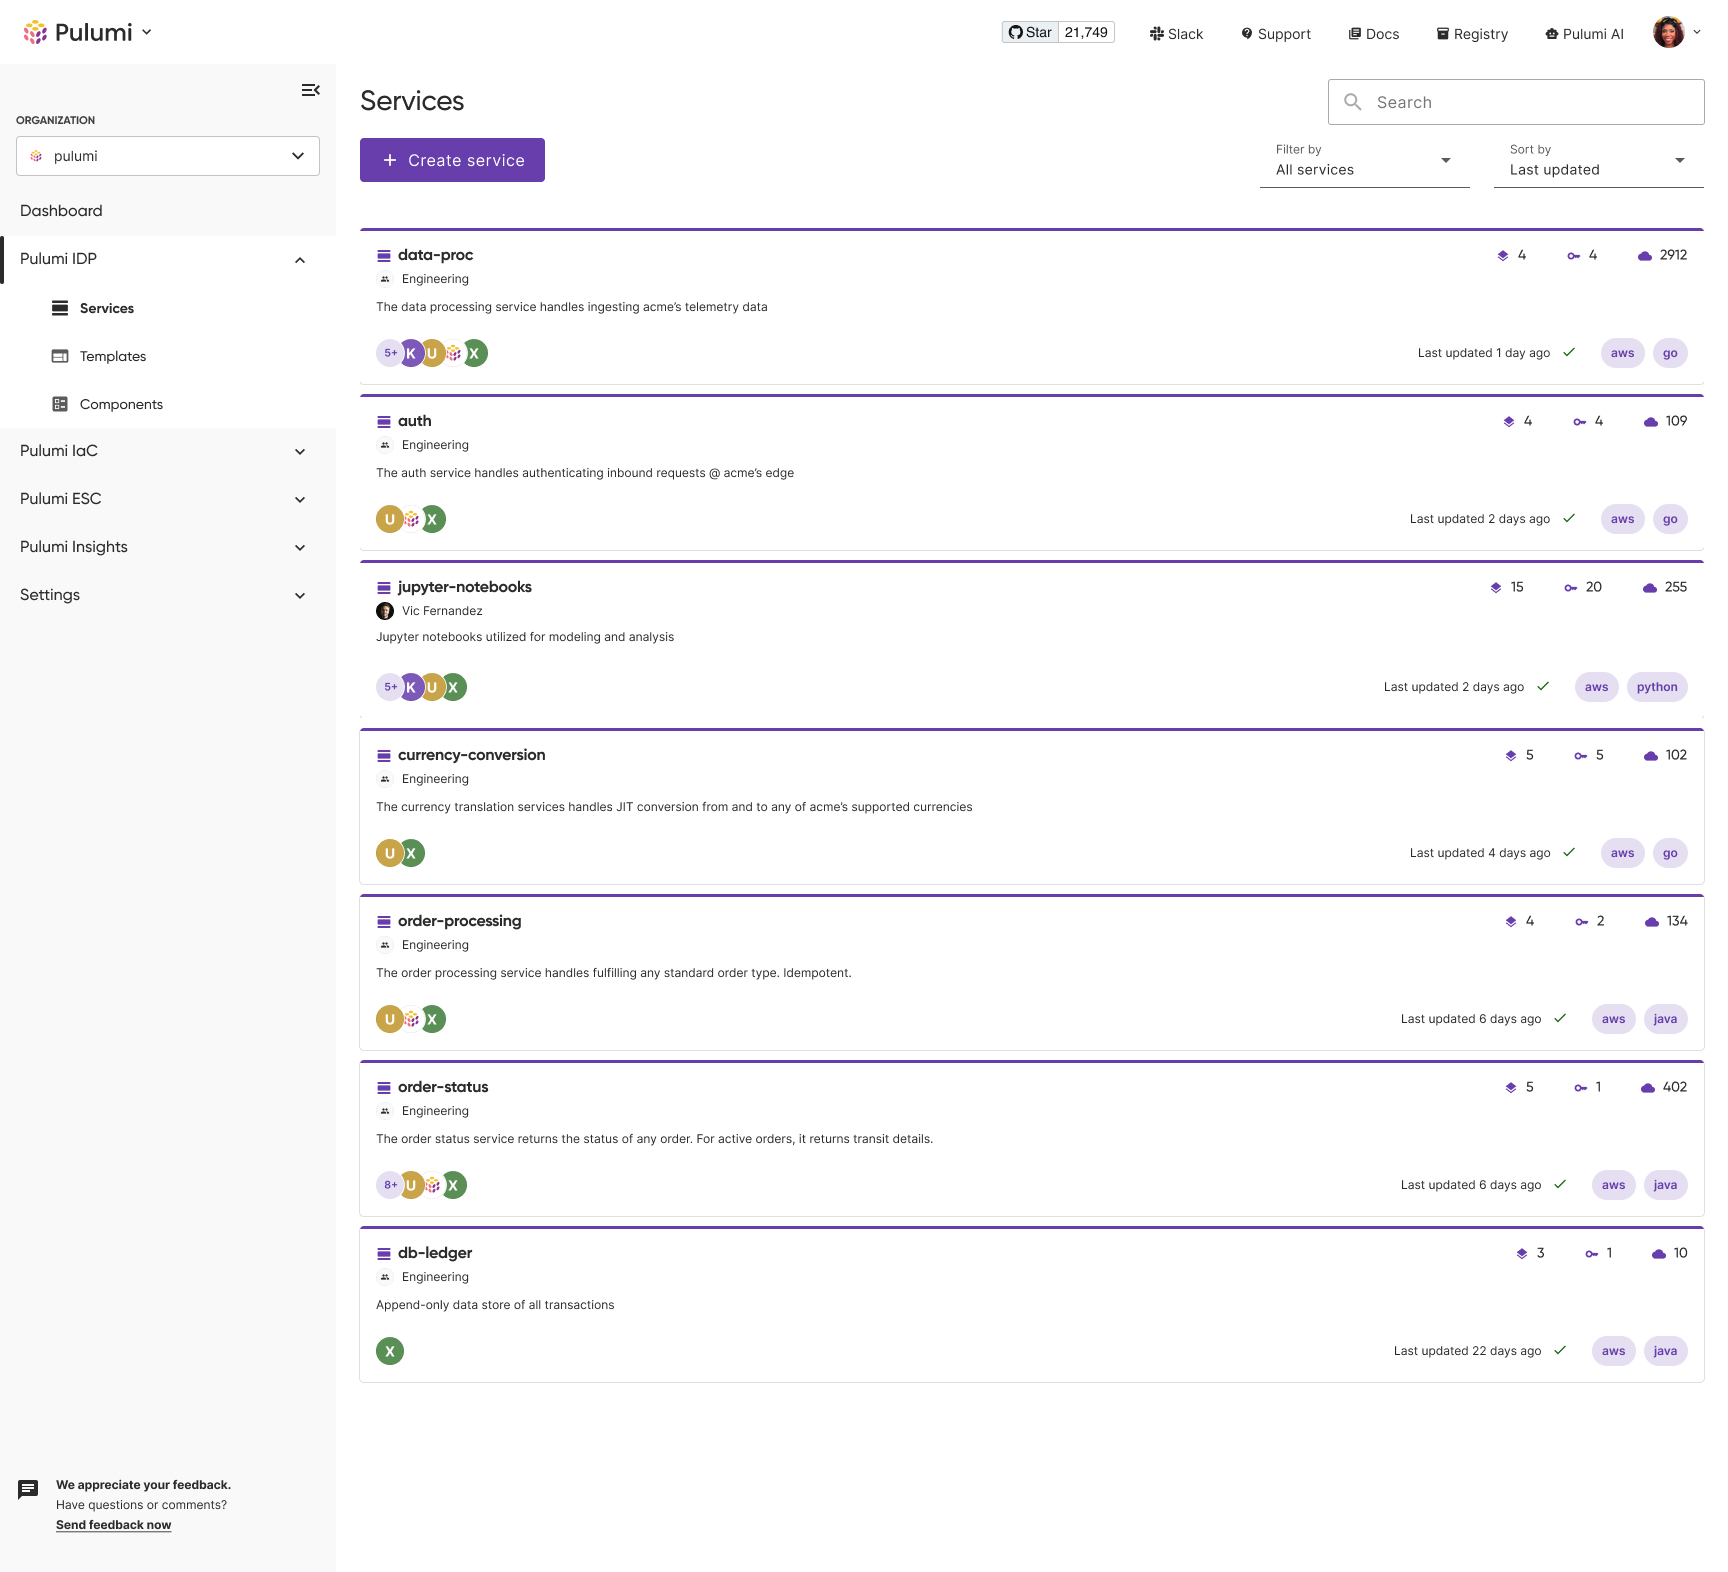 Pulumi
Star 21,749
Slack
Support
Docs
Registry
Pulumi AI
ORGANIZATION
pulumi
Dashboard
Pulumi IDP
Services
Templates
Components
Pulumi IaC
Pulumi ESC
Pulumi Insights
Settings
We appreciate your feedback.
Have questions or comments?
Send feedback now
Services
Search
Create service
Filter by
All services
Sort by
Last updated
data-proc 4 4 2912
Engineering
The data processing service handles ingesting acme's telemetry data
5+ K U X Last updated 1 day ago aws go
auth 4 4 109
Engineering
The auth service handles authenticating inbound requests @ acme's edge
U X Last updated 2 days ago aws go
jupyter-notebooks 15 20 255
Vic Fernandez
Jupyter notebooks utilized for modeling and analysis
5+ K U X Last updated 2 days ago aws python
currency-conversion 5 5 102
Engineering
The currency translation services handles JIT conversion from and to any of acme's supported currencies
U X Last updated 4 days ago aws go
order-processing 4 2 134
Engineering
The order processing service handles fulfilling any standard order type. Idempotent.
U X Last updated 6 days ago aws java
order-status 5 1 402
Engineering
The order status service returns the status of any order. For active orders, it returns transit details.
8+ U X Last updated 6 days ago aws java
db-ledger 3 1 10
Engineering
Append-only data store of all transactions
X Last updated 22 days ago aws java